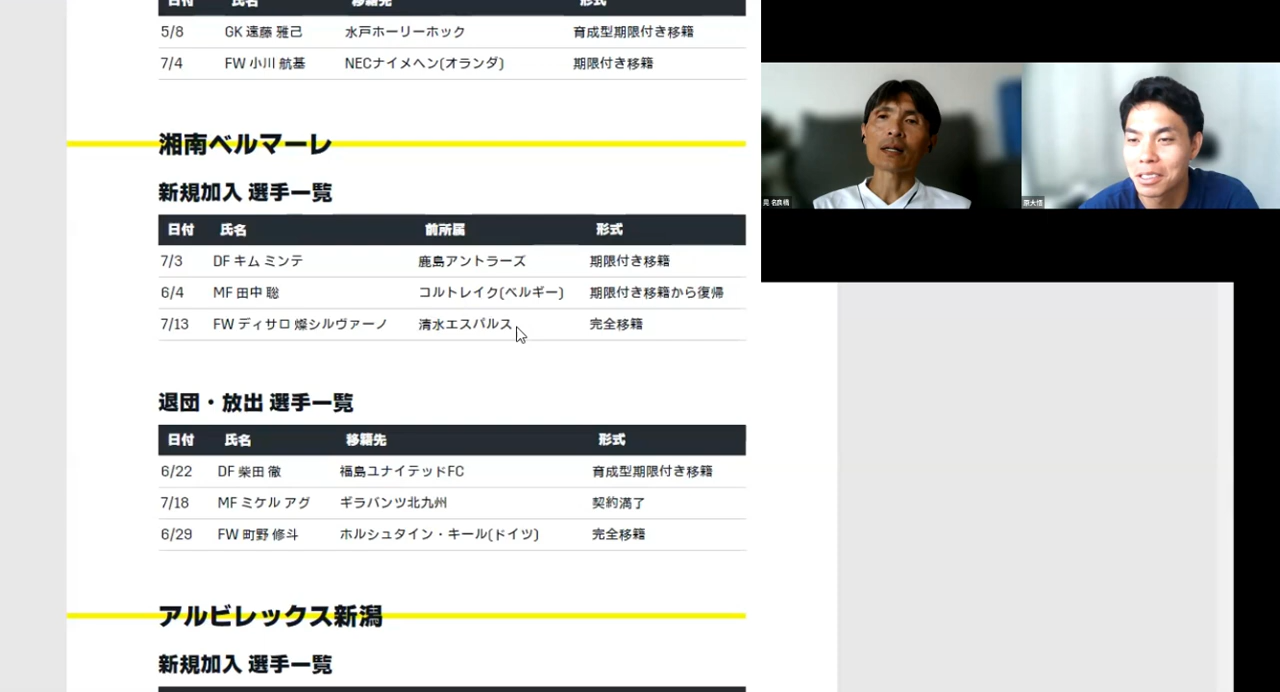 日付 氏名 移籍先 形式
5/8 GK 遠藤 雅己 水戸ホーリーホック 育成型期限付き移籍
7/4 FW 小川 航基 NECナイメヘン(オランダ) 期限付き移籍
湘南ベルマーレ
新規加入 選手一覧
日付 氏名 前所属 形式
7/3 DF キム ミンテ 鹿島アントラーズ 期限付き移籍
6/4 MF 田中 聡 コルトレイク(ベルギー) 期限付き移籍から復帰
7/13 FW ディサロ 燦シルヴァーノ 清水エスパルス 完全移籍
退団・放出 選手一覧
日付 氏名 移籍先 形式
6/22 DF 柴田 徹 福島ユナイテッドFC 育成型期限付き移籍
7/18 MF ミケル アグ ギラバンツ北九州 契約満了
6/29 FW 町野 修斗 ホルシュタイン・キール(ドイツ) 完全移籍
アルビレックス新潟
新規加入 選手一覧
原大悟